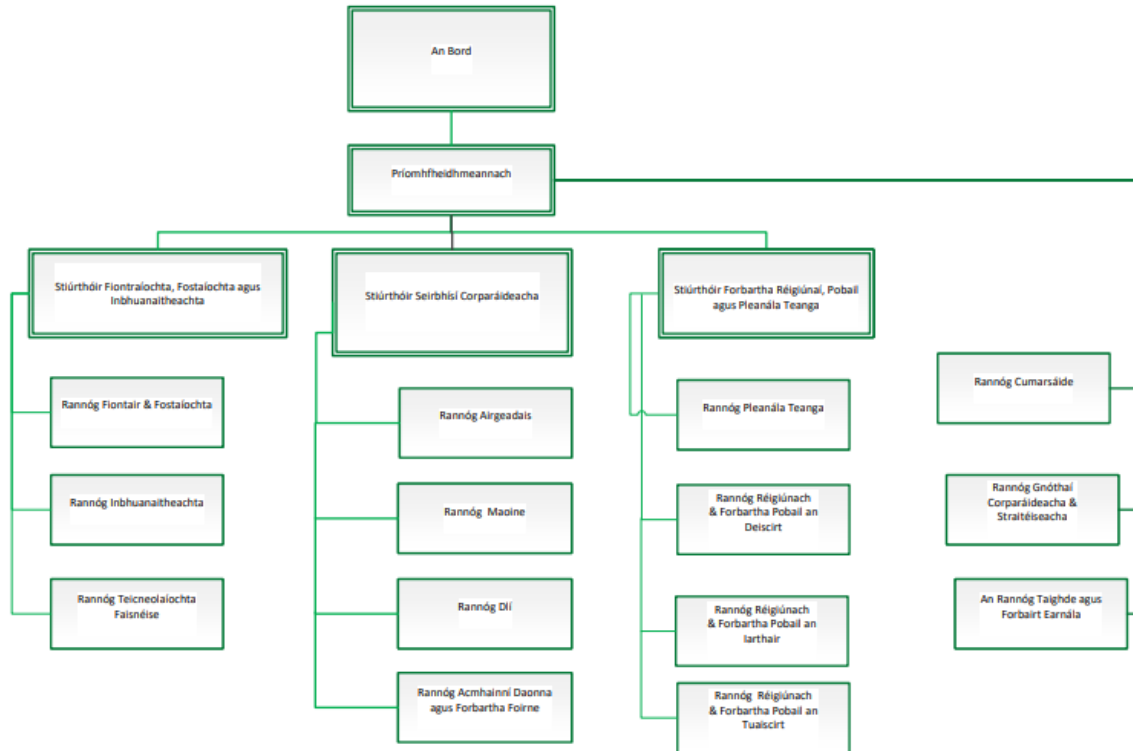 An Bord
Príomhfheidhmeannach
Stiúrthóir Fiontraíochta, Fostaíochta agus
Inbhuanaitheachta
Stiúrthóir Seirbhísí Corparáideacha
Stiúrthóir Forbartha Réigiúnaí, Pobail
agus Pleanála Teanga
Rannóg Fiontair & Fostaíochta
Rannóg Inbhuanaitheachta
Rannóg Teicneolaíochta
Faisnéise
Rannóg Airgeadais
Rannóg Maoine
Rannóg Dlí
Rannóg Acmhainní Daonna
agus Forbartha Foirne
Rannóg Pleanála Teanga
Rannóg Réigiúnach
& Forbartha Pobail an
Deiscirt
Rannóg Réigiúnach
& Forbartha Pobail an
Iarthair
Rannóg Réigiúnach
& Forbartha Pobail an
Tuaiscirt
Rannóg Cumarsáide
Rannóg Gnóthaí
Corparáideacha &
Straitéiseacha
An Rannóg Taighde agus
Forbairt Earnála